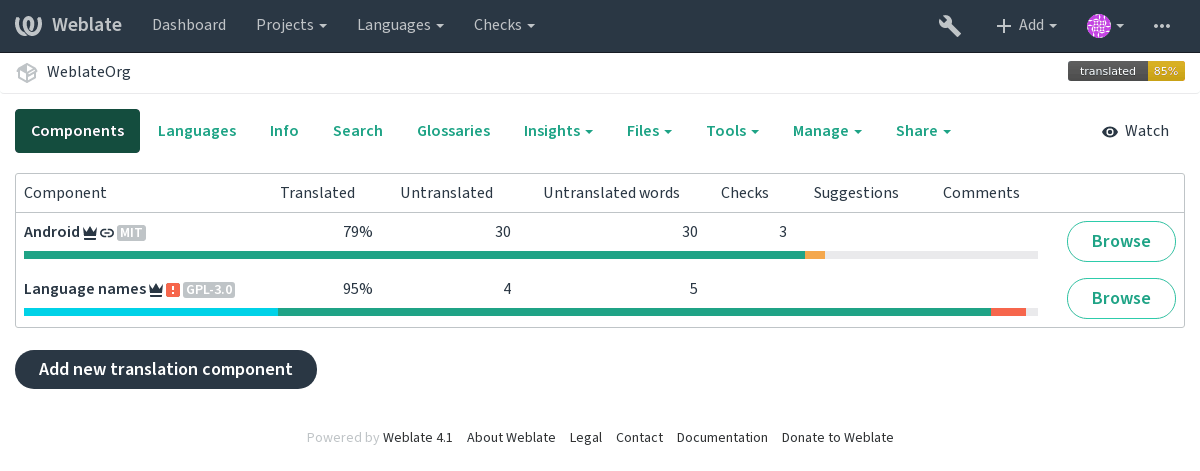 Weblate Dashboard Projects Languages Checks Add
WeblateOrg translated 85%
Components Languages Info Search Glossaries Insights Files Tools Manage Share Watch
Component Translated Untranslated Untranslated words Checks Suggestions Comments
Android MIT 79% 30 30 3 Browse
Language names GPL-3.0 95% 4 5 Browse
Add new translation component
Powered by Weblate 4.1 About Weblate Legal Contact Documentation Donate to Weblate